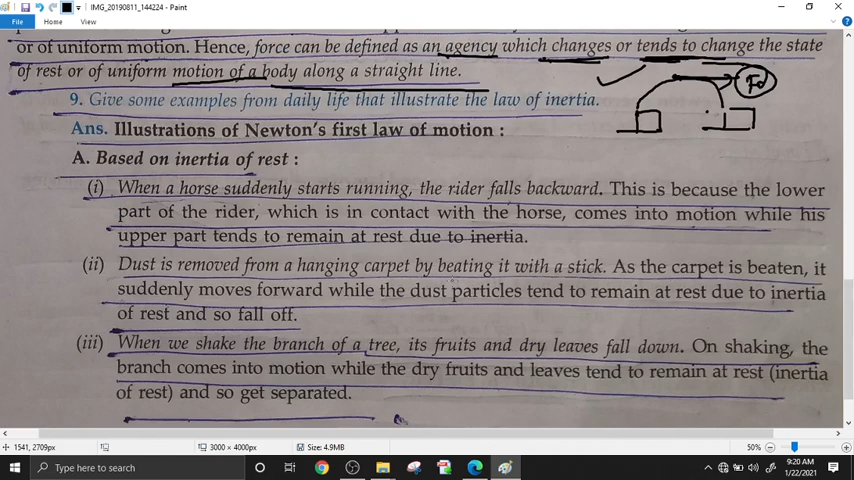 IMG_20190811_144224 - Paint
File Home View
or of uniform motion. Hence, force can be defined as an agency which changes or tends to change the state
of rest or of uniform motion of a body along a straight line.
9. Give some examples from daily life that illustrate the law of inertia.
Ans. Illustrations of Newton's first law of motion :
A. Based on inertia of rest :
(i) When a horse suddenly starts running, the rider falls backward. This is because the lower
part of the rider, which is in contact with the horse, comes into motion while his
upper part tends to remain at rest due to inertia.
(ii) Dust is removed from a hanging carpet by beating it with a stick. As the carpet is beaten, it
suddenly moves forward while the dust particles tend to remain at rest due to inertia
of rest and so fall off.
(iii) When we shake the branch of a tree, its fruits and dry leaves fall down. On shaking, the
branch comes into motion while the dry fruits and leaves tend to remain at rest (inertia
of rest) and so get separated.
1541, 2709px 3000 × 4000px Size: 4.9MB 50%
Type here to search
9:20 AM
1/22/2021